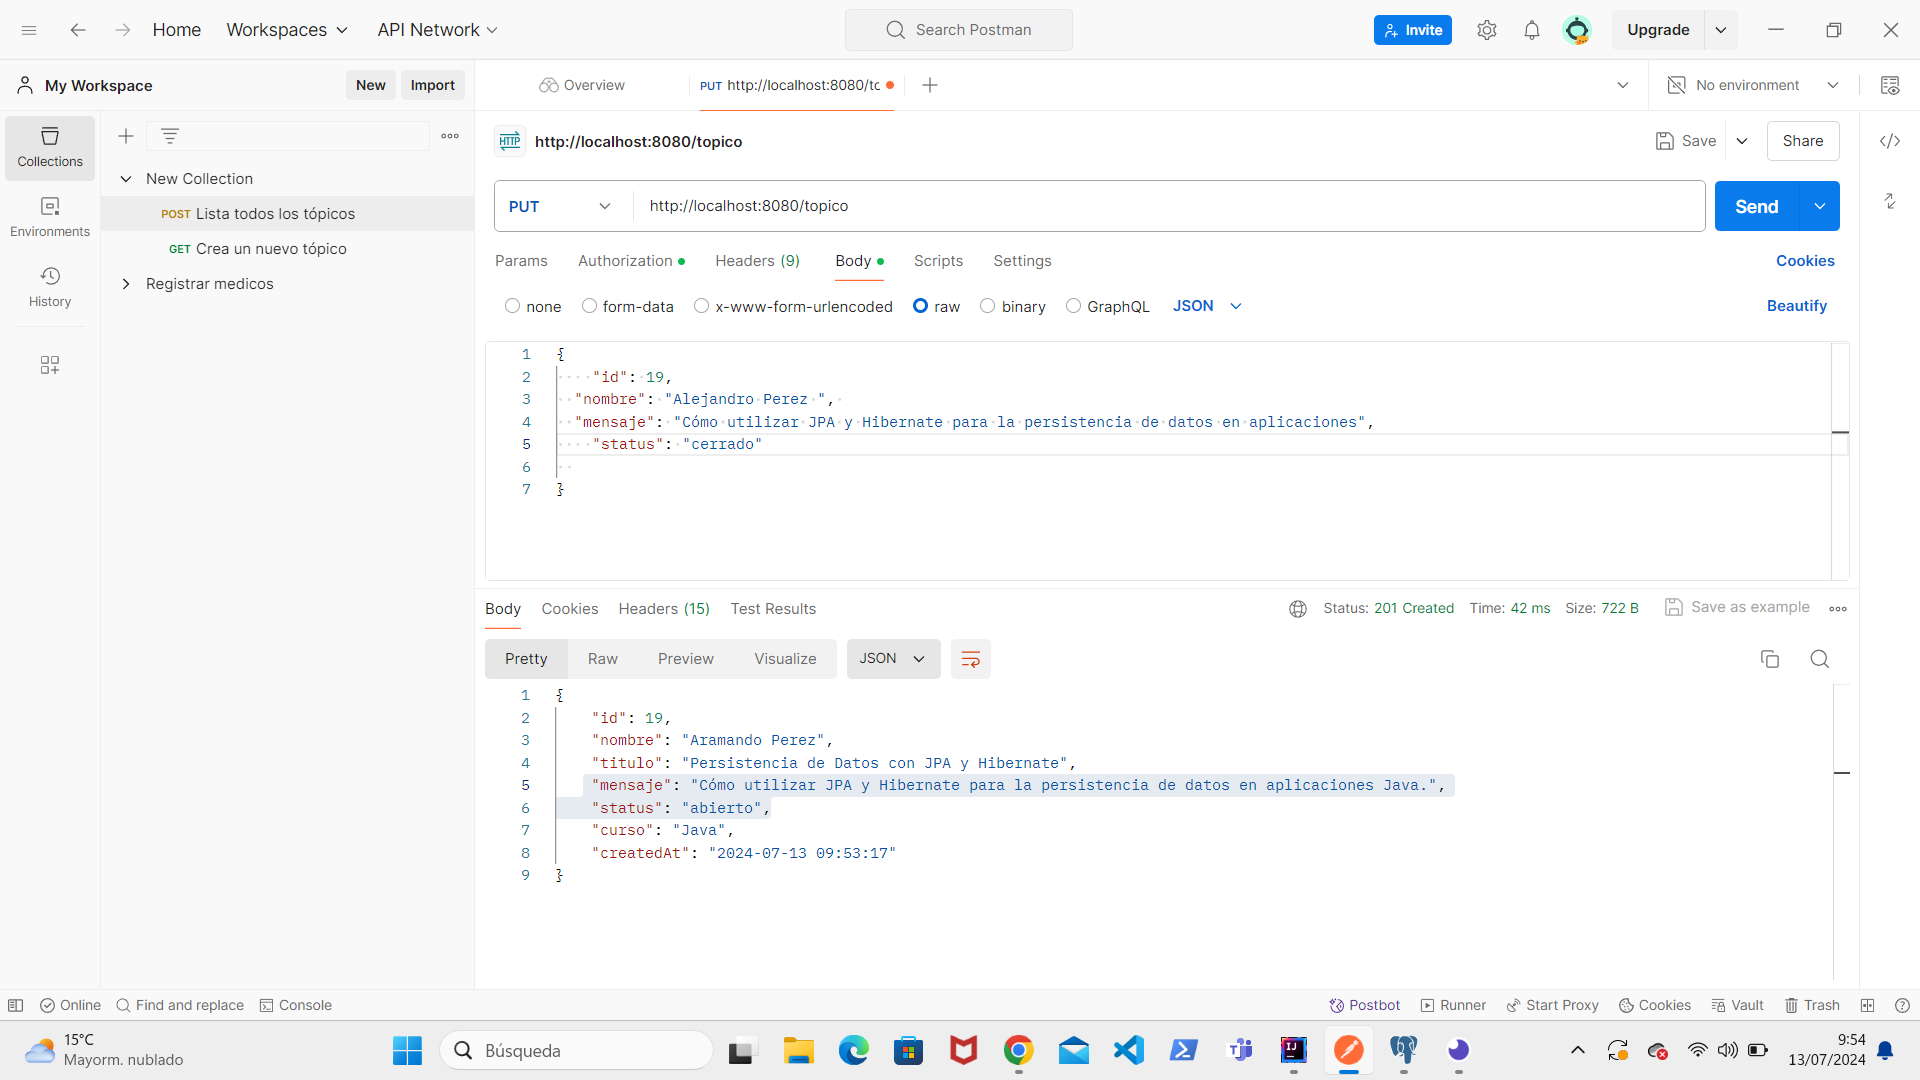 Home Workspaces API Network Search Postman Invite Upgrade
My Workspace New Import Overview PUT http://localhost:8080/tc No environment
HTTP http://localhost:8080/topico Save Share
Collections
New Collection
POST Lista todos los tópicos
GET Crea un nuevo tópico
Registrar medicos
Environments
History
PUT http://localhost:8080/topico Send
Params Authorization Headers (9) Body Scripts Settings Cookies
none form-data x-www-form-urlencoded raw binary GraphQL JSON Beautify
1 {
2 "id": 19,
3 "nombre": "Alejandro Perez ",
4 "mensaje": "Cómo utilizar JPA y Hibernate para la persistencia de datos en aplicaciones",
5 "status": "cerrado"
6
7 }
Body Cookies Headers (15) Test Results Status: 201 Created Time: 42 ms Size: 722 B Save as example
Pretty Raw Preview Visualize JSON
1 {
2 "id": 19,
3 "nombre": "Aramando Perez",
4 "titulo": "Persistencia de Datos con JPA y Hibernate",
5 "mensaje": "Cómo utilizar JPA y Hibernate para la persistencia de datos en aplicaciones Java.",
6 "status": "abierto",
7 "curso": "Java",
8 "createdAt": "2024-07-13 09:53:17"
9 }
Online Find and replace Console Postbot Runner Start Proxy Cookies Vault Trash
15°C
Mayorm. nublado
Búsqueda
9:54
13/07/2024